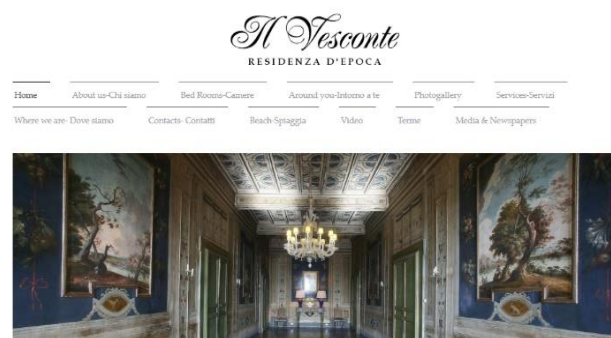 Il Vesconte
RESIDENZA D'EPOCA
Home About us-Chi siamo Bed Rooms-Camere Around you-Intorno a te Photogallery Services-Servizi
Where we are- Dove siamo Contacts- Contatti Beach-Spiaggia Video Terme Media & Newspapers